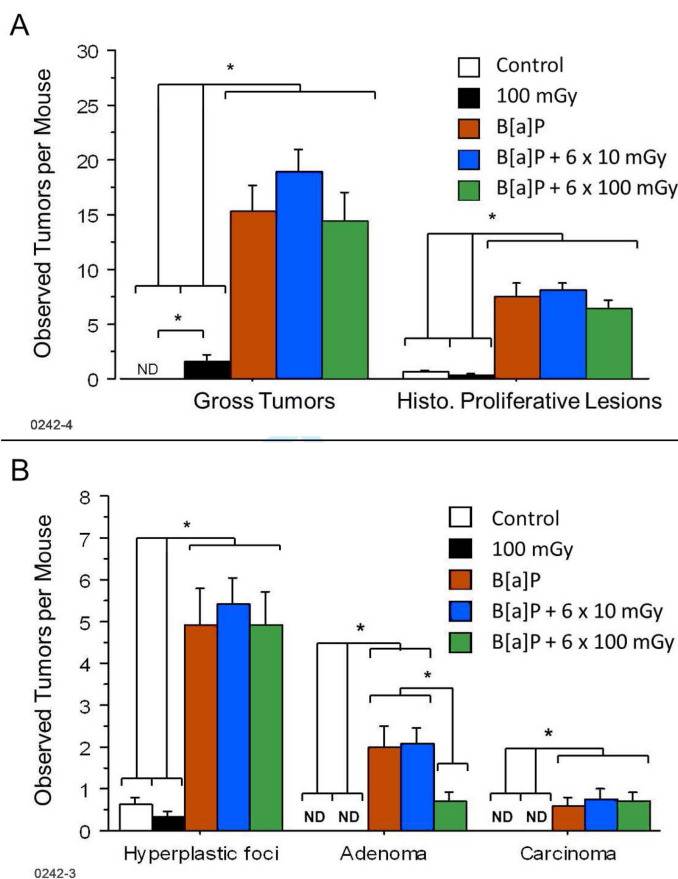 A
30
25
20
15
10
5
0
Observed Tumors per Mouse
Control
100 mGy
B[a]P
B[a]P + 6 x 10 mGy
B[a]P + 6 x 100 mGy
*
*
*
ND
Gross Tumors
Histo. Proliferative Lesions
0242-4
B
8
7
6
5
4
3
2
1
0
Observed Tumors per Mouse
Control
100 mGy
B[a]P
B[a]P + 6 x 10 mGy
B[a]P + 6 x 100 mGy
*
*
*
*
ND ND
ND ND
Hyperplastic foci
Adenoma
Carcinoma
0242-3